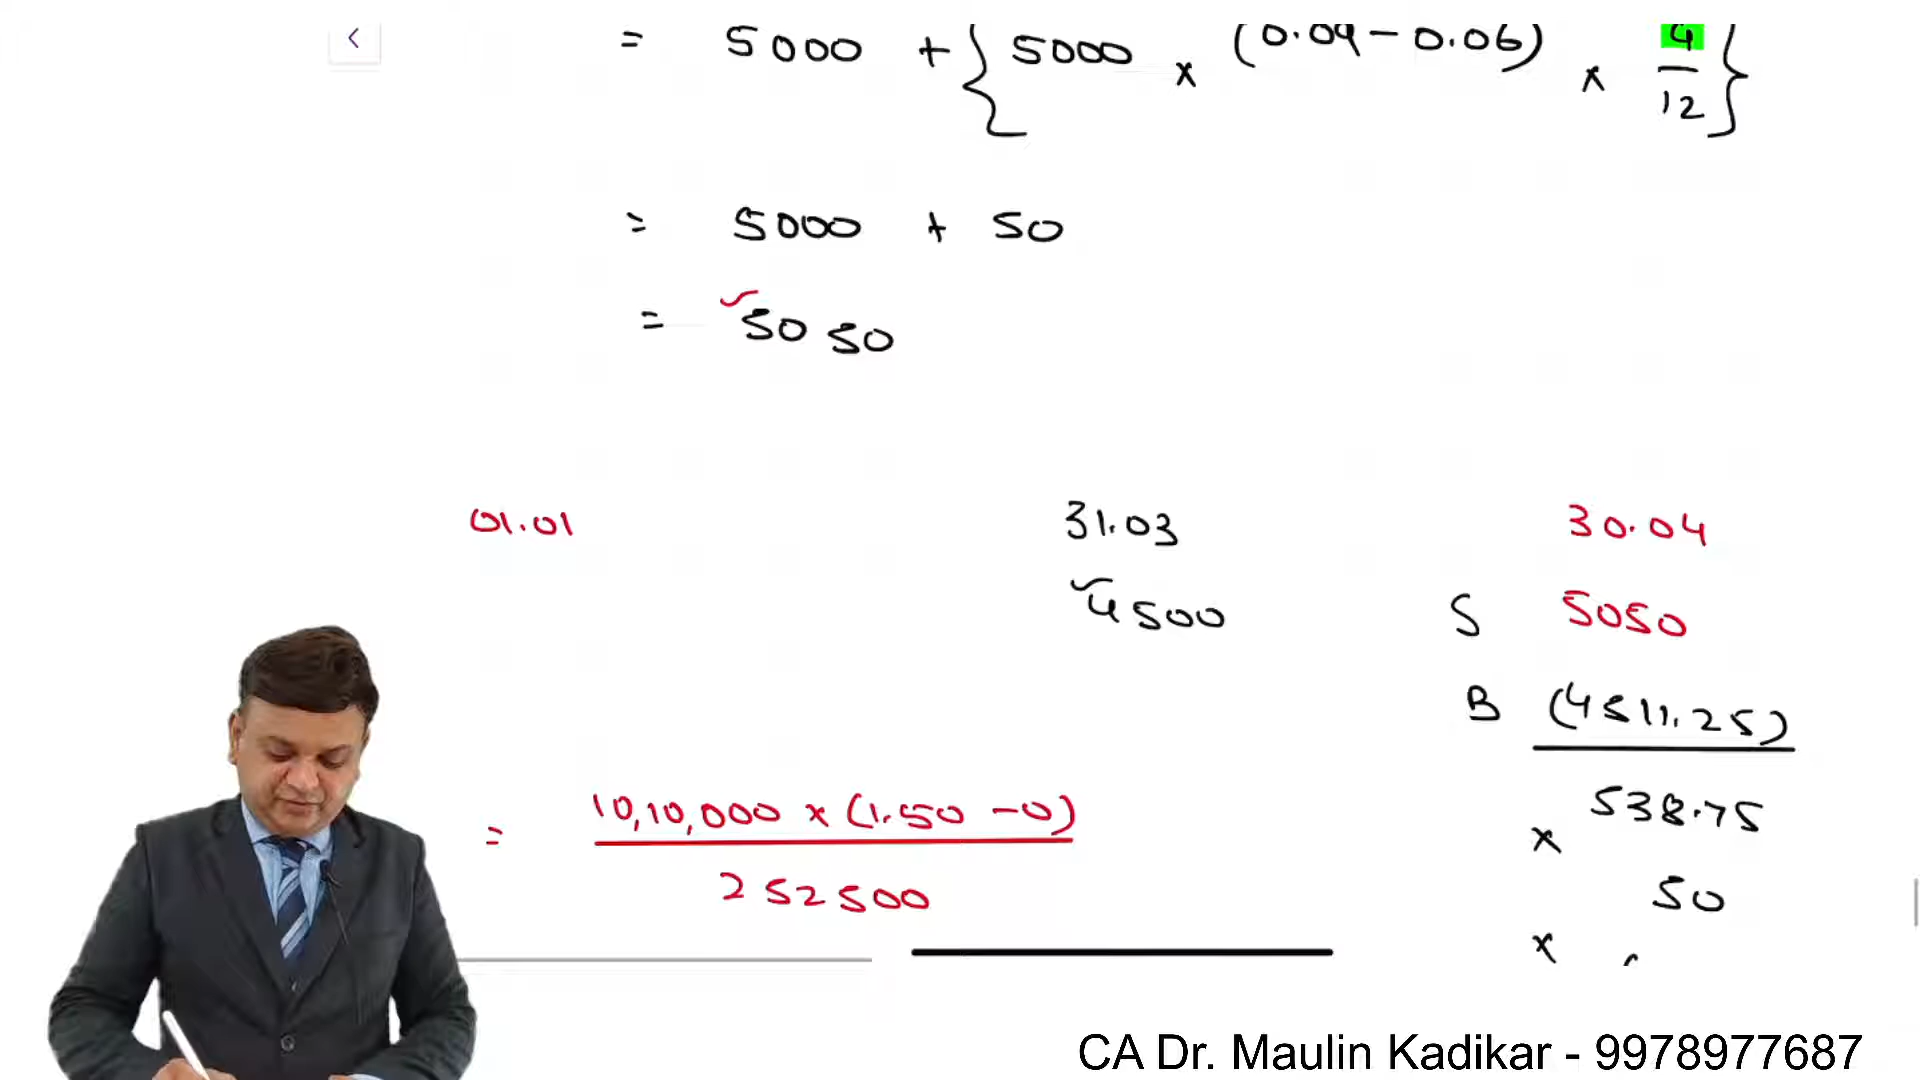 = 5000 + { 5000 × (0.09 - 0.06) × 4/12 }
= 5000 + 50
= 5050
01.01 31.03 30.04
4500 S 5050
B (4511.25)
538.75
= 10,10,000 × (1.50 - 0) ×
252500 50
×
CA Dr. Maulin Kadikar - 9978977687